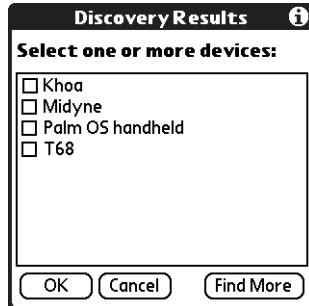 Discovery Results
Select one or more devices:
Khoa
Midyne
Palm OS handheld
T68
OK Cancel Find More